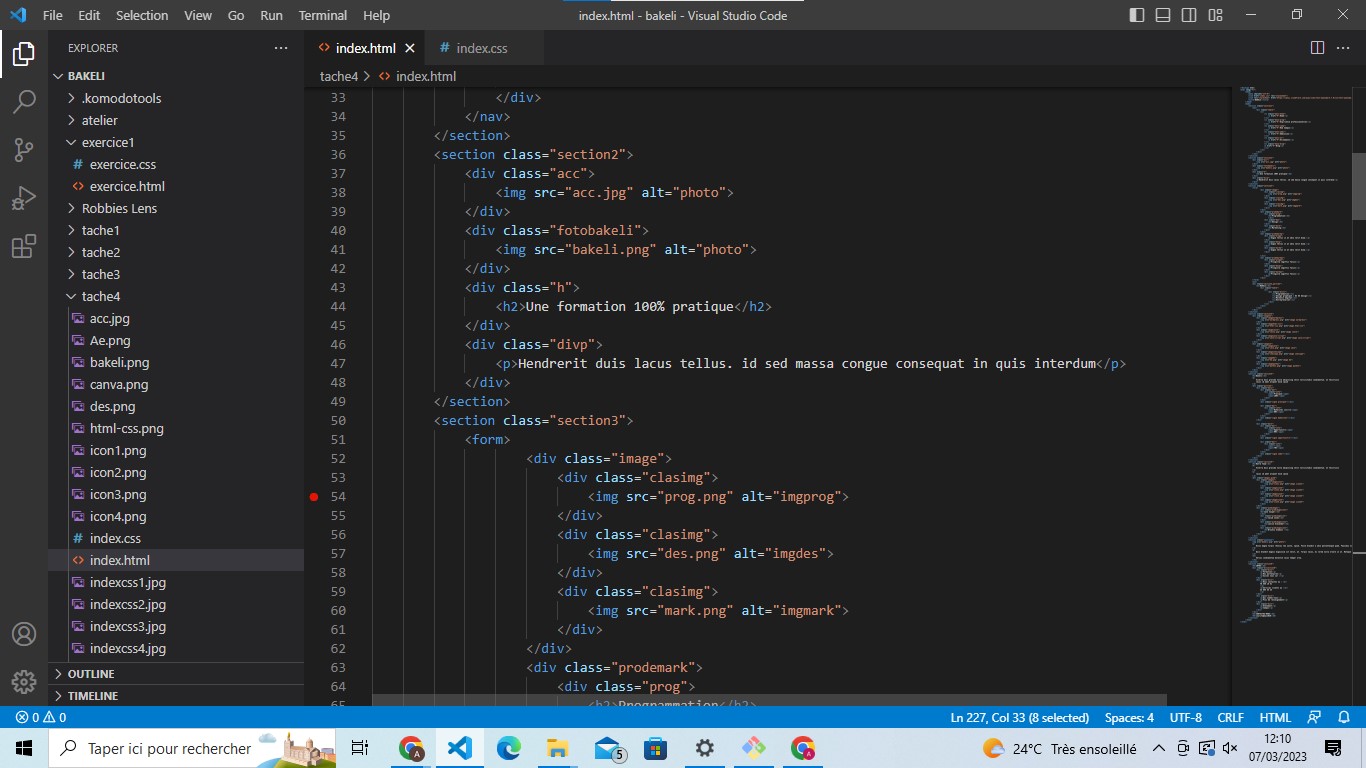 File Edit Selection View Go Run Terminal Help
index.html - bakeli - Visual Studio Code
EXPLORER
BAKELI
.komodotools
atelier
exercice1
# exercice.css
<> exercice.html
Robbies Lens
tache1
tache2
tache3
tache4
acc.jpg
Ae.png
bakeli.png
canva.png
des.png
html-css.png
icon1.png
icon2.png
icon3.png
icon4.png
# index.css
<> index.html
indexcss1.jpg
indexcss2.jpg
indexcss3.jpg
indexcss4.jpg
OUTLINE
TIMELINE
<> index.html
# index.css
tache4 > <> index.html
33 </div>
34 </nav>
35 </section>
36 <section class="section2">
37 <div class="acc">
38 <img src="acc.jpg" alt="photo">
39 </div>
40 <div class="fotobakeli">
41 <img src="bakeli.png" alt="photo">
42 </div>
43 <div class="h">
44 <h2>Une formation 100% pratique</h2>
45 </div>
46 <div class="divp">
47 <p>Hendrerit duis lacus tellus. id sed massa congue consequat in quis interdum</p>
48 </div>
49 </section>
50 <section class="section3">
51 <form>
52 <div class="image">
53 <div class="clasimg">
54 <img src="prog.png" alt="imgprog">
55 </div>
56 <div class="clasimg">
57 <img src="des.png" alt="imgdes">
58 </div>
59 <div class="clasimg">
60 <img src="mark.png" alt="imgmark">
61 </div>
62 </div>
63 <div class="prodemark">
64 <div class="prog">
65 <h2>Programmation</h2>
0 0
Ln 227, Col 33 (8 selected) Spaces: 4 UTF-8 CRLF HTML
Taper ici pour rechercher
A
5
A
24°C Très ensoleillé
12:10
07/03/2023